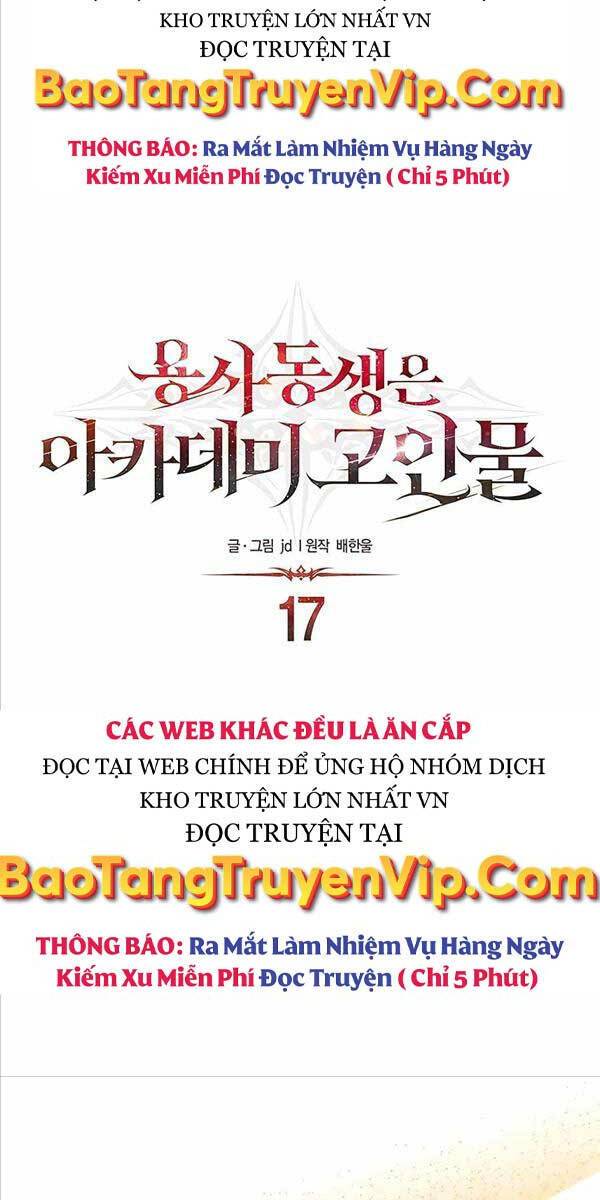 KHO TRUYỆN LỚN NHẤT VN
ĐỌC TRUYỆN TẠI
BaoTangTruyenVip.Com
THÔNG BÁO: Ra Mắt Làm Nhiệm Vụ Hàng Ngày
Kiếm Xu Miễn Phí Đọc Truyện ( Chỉ 5 Phút)
용사 동생은
아카데미 고인물
글·그림 jd | 원작 배한울
17
CÁC WEB KHÁC ĐỀU LÀ ĂN CẮP
ĐỌC TẠI WEB CHÍNH ĐỂ ỦNG HỘ NHÓM DỊCH
KHO TRUYỆN LỚN NHẤT VN
ĐỌC TRUYỆN TẠI
BaoTangTruyenVip.Com
THÔNG BÁO: Ra Mắt Làm Nhiệm Vụ Hàng Ngày
Kiếm Xu Miễn Phí Đọc Truyện ( Chỉ 5 Phút)